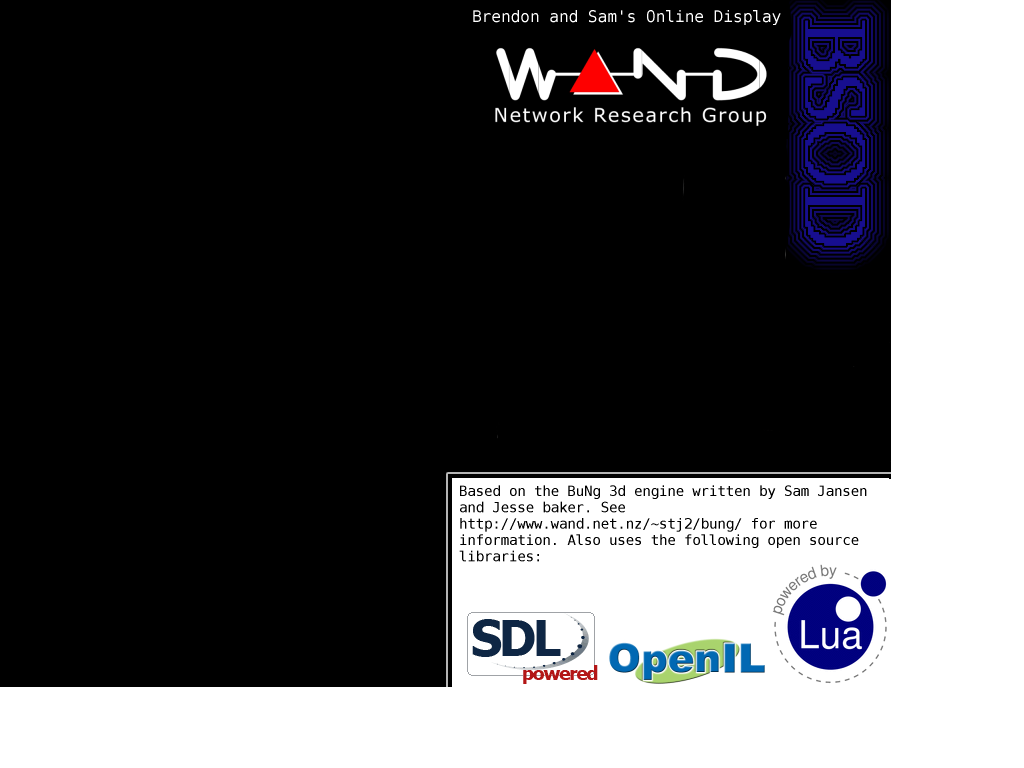 Brendon and Sam's Online Display
WAND
Network Research Group
BSOD
Based on the BuNg 3d engine written by Sam Jansen
and Jesse baker. See
http://www.wand.net.nz/~stj2/bung/ for more
information. Also uses the following open source
libraries:
SDL
powered
OpenIL
powered by
Lua